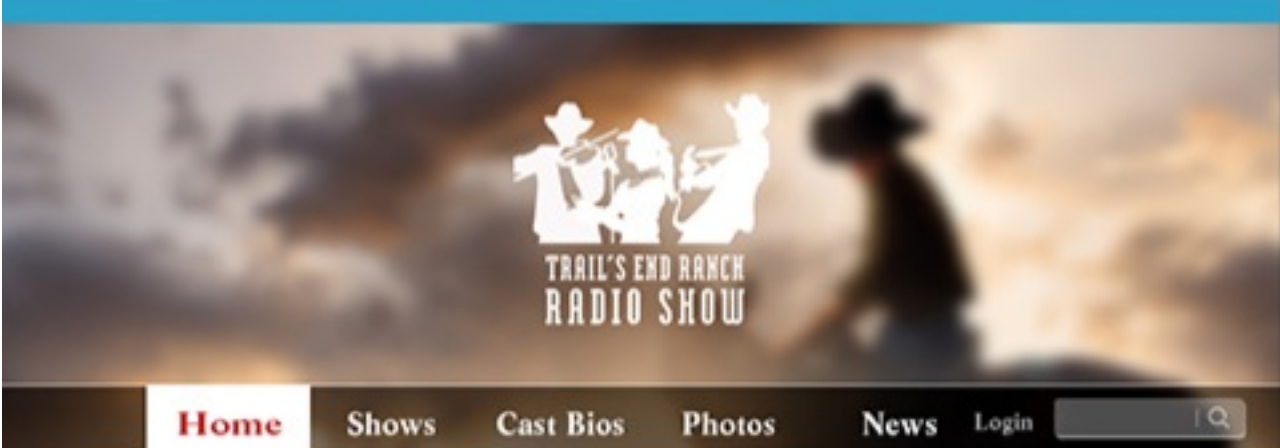 TRAIL'S END RANCH
RADIO SHOW
Home Shows Cast Bios Photos News Login